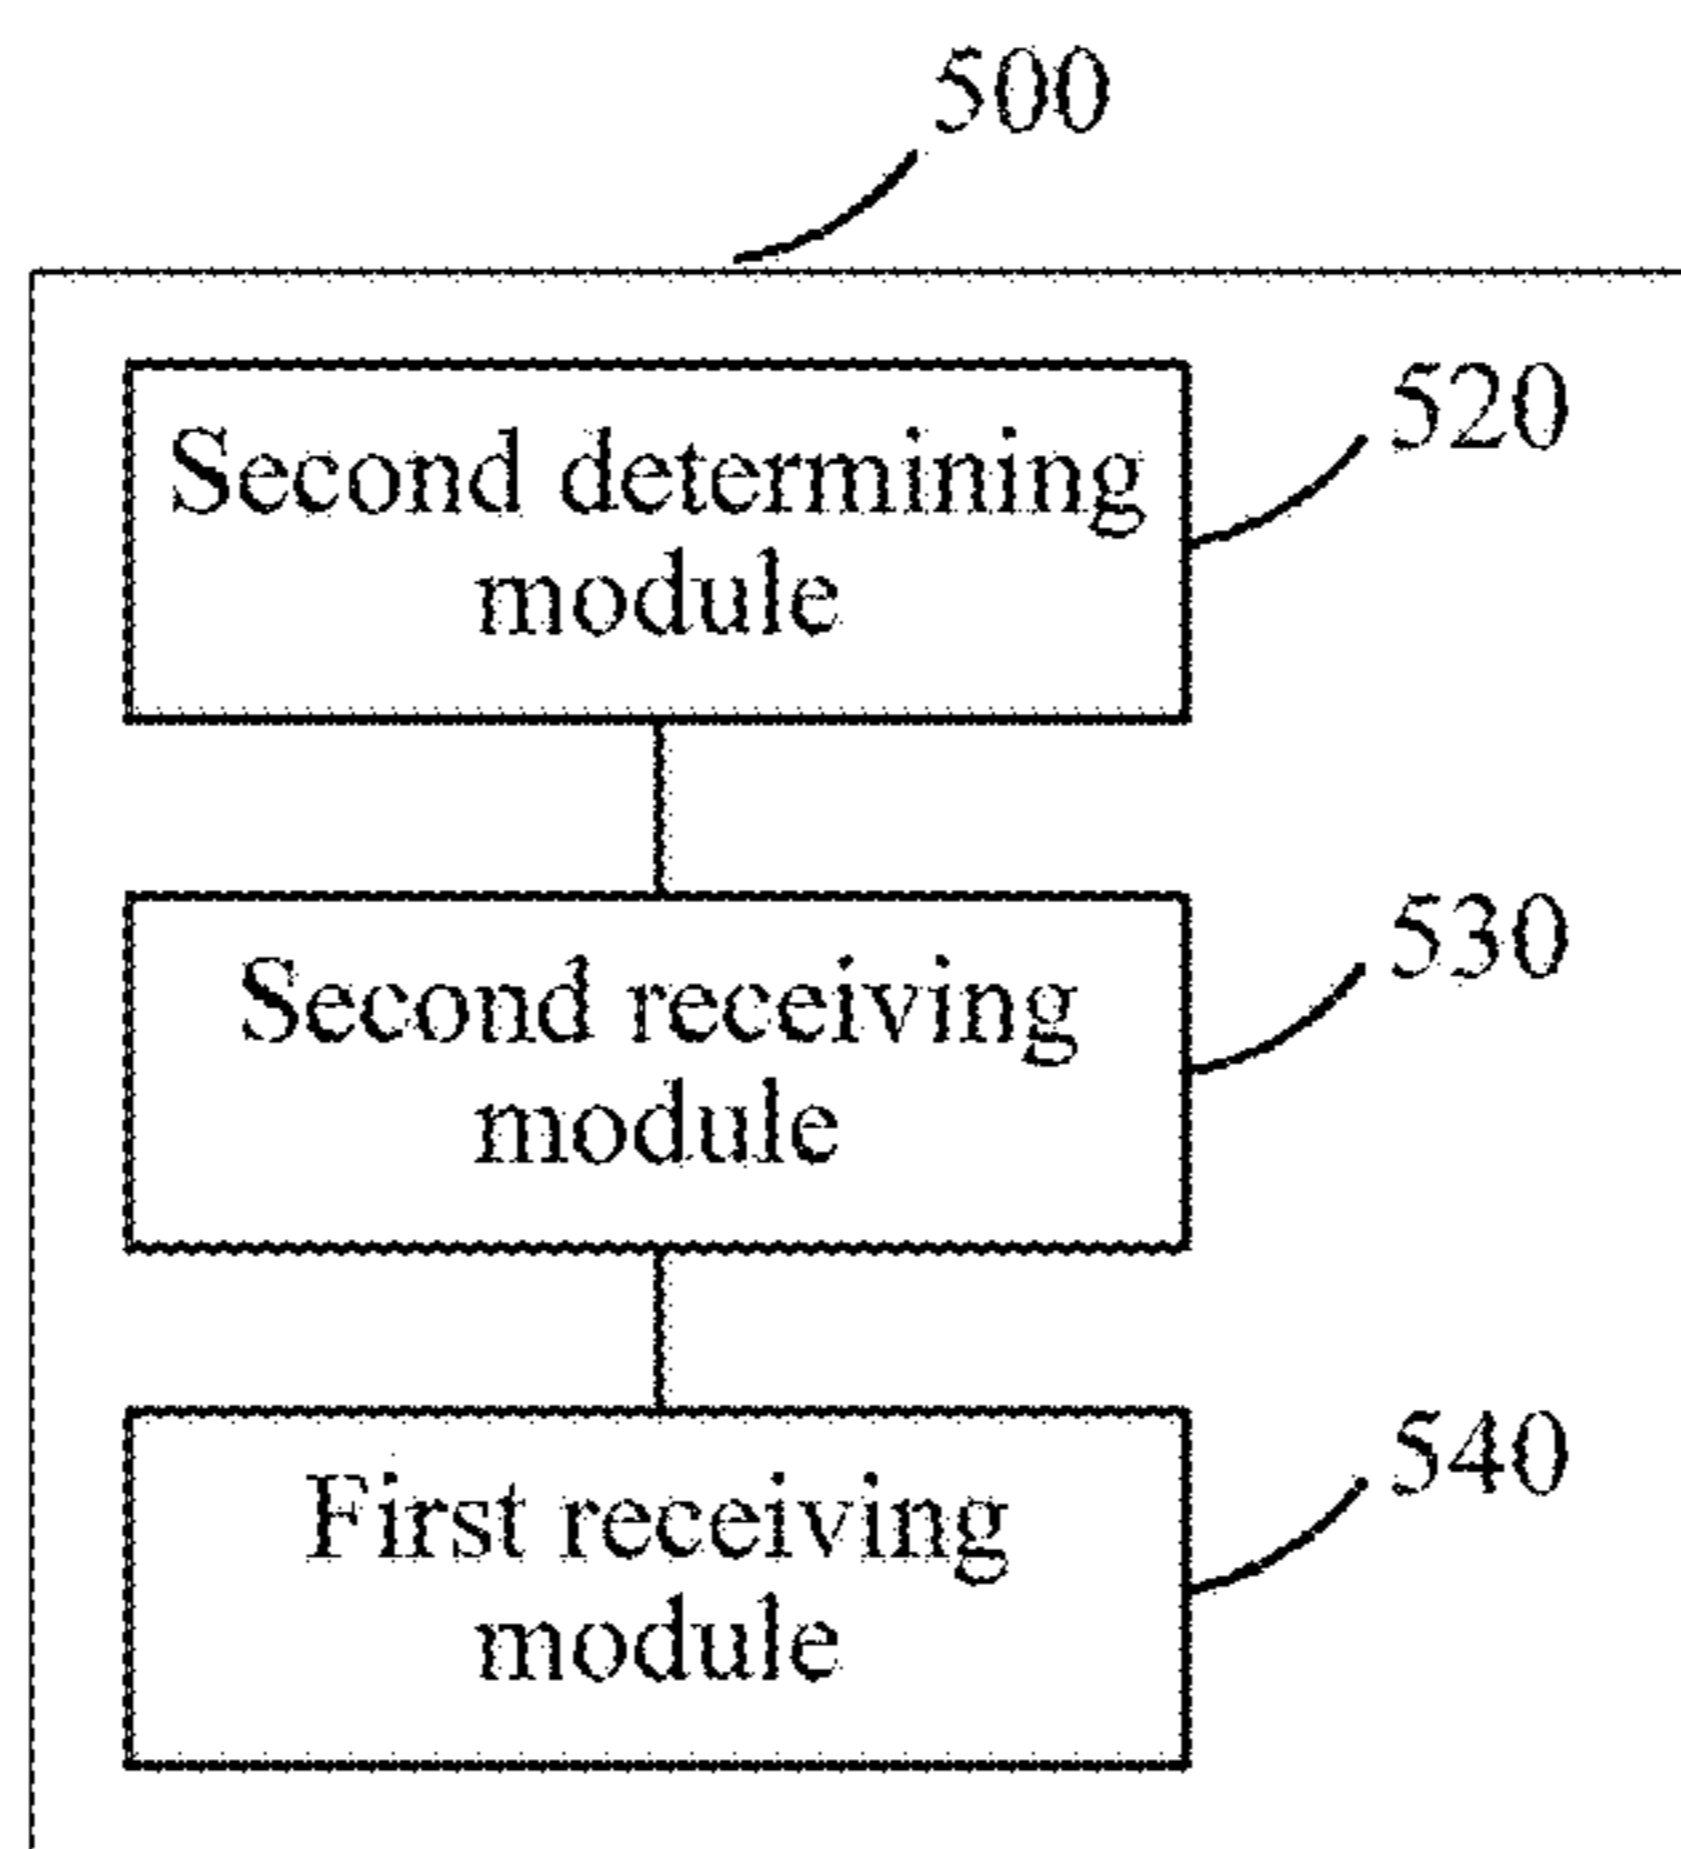 500
Second determining
module
520
Second receiving
module
530
First receiving
module
540